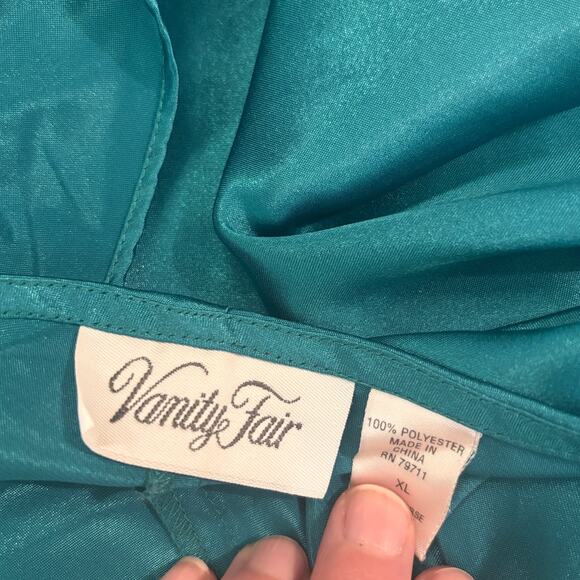 Vanity Fair
100% POLYESTER
MADE IN
CHINA
RN 79711
XL